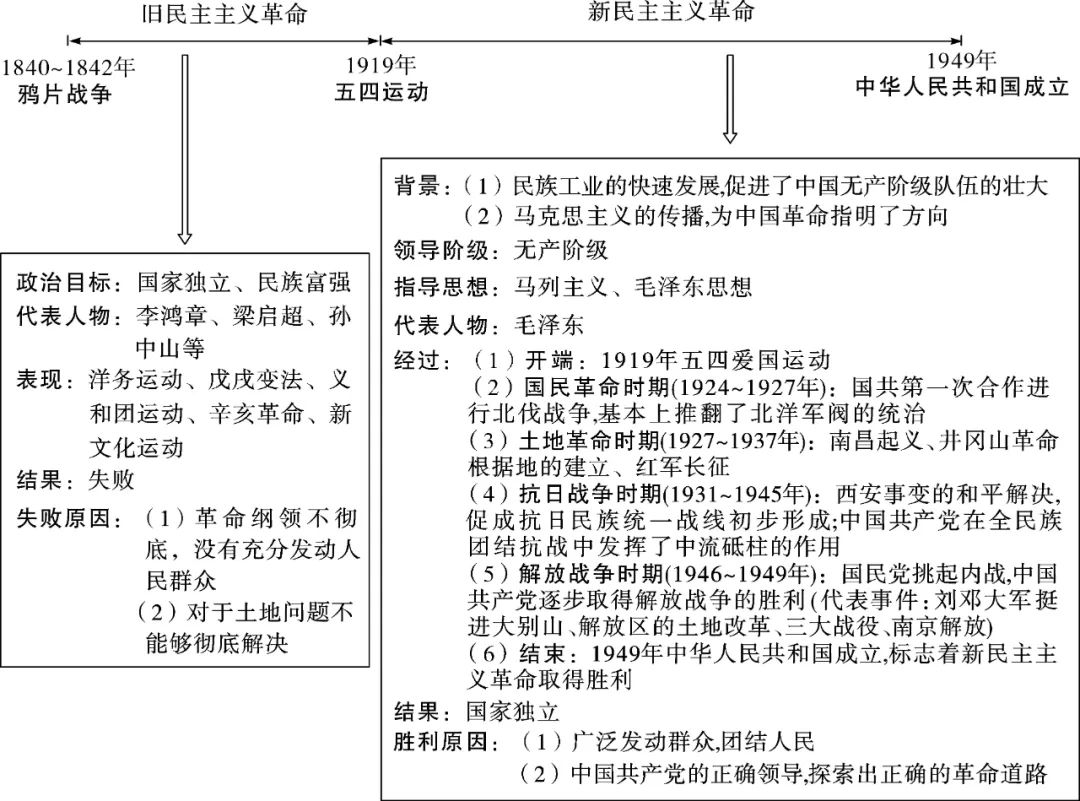 旧民主主义革命
新民主主义革命
1840~1842年
鸦片战争
1919年
五四运动
1949年
中华人民共和国成立
政治目标：国家独立、民族富强
代表人物：李鸿章、梁启超、孙
中山等
表现：洋务运动、戊戌变法、义
和团运动、辛亥革命、新
文化运动
结果：失败
失败原因：（1）革命纲领不彻
底，没有充分发动人
民群众
（2）对于土地问题不
能够彻底解决
背景：（1）民族工业的快速发展,促进了中国无产阶级队伍的壮大
（2）马克思主义的传播,为中国革命指明了方向
领导阶级：无产阶级
指导思想：马列主义、毛泽东思想
代表人物：毛泽东
经过：（1）开端：1919年五四爱国运动
（2）国民革命时期(1924~1927年)：国共第一次合作进
行北伐战争,基本上推翻了北洋军阀的统治
（3）土地革命时期(1927~1937年)：南昌起义、井冈山革命
根据地的建立、红军长征
（4）抗日战争时期(1931~1945年)：西安事变的和平解决,
促成抗日民族统一战线初步形成;中国共产党在全民族
团结抗战中发挥了中流砥柱的作用
（5）解放战争时期(1946~1949年)：国民党挑起内战,中国
共产党逐步取得解放战争的胜利(代表事件：刘邓大军挺
进大别山、解放区的土地改革、三大战役、南京解放)
（6）结束：1949年中华人民共和国成立,标志着新民主主
义革命取得胜利
结果：国家独立
胜利原因：（1）广泛发动群众,团结人民
（2）中国共产党的正确领导,探索出正确的革命道路